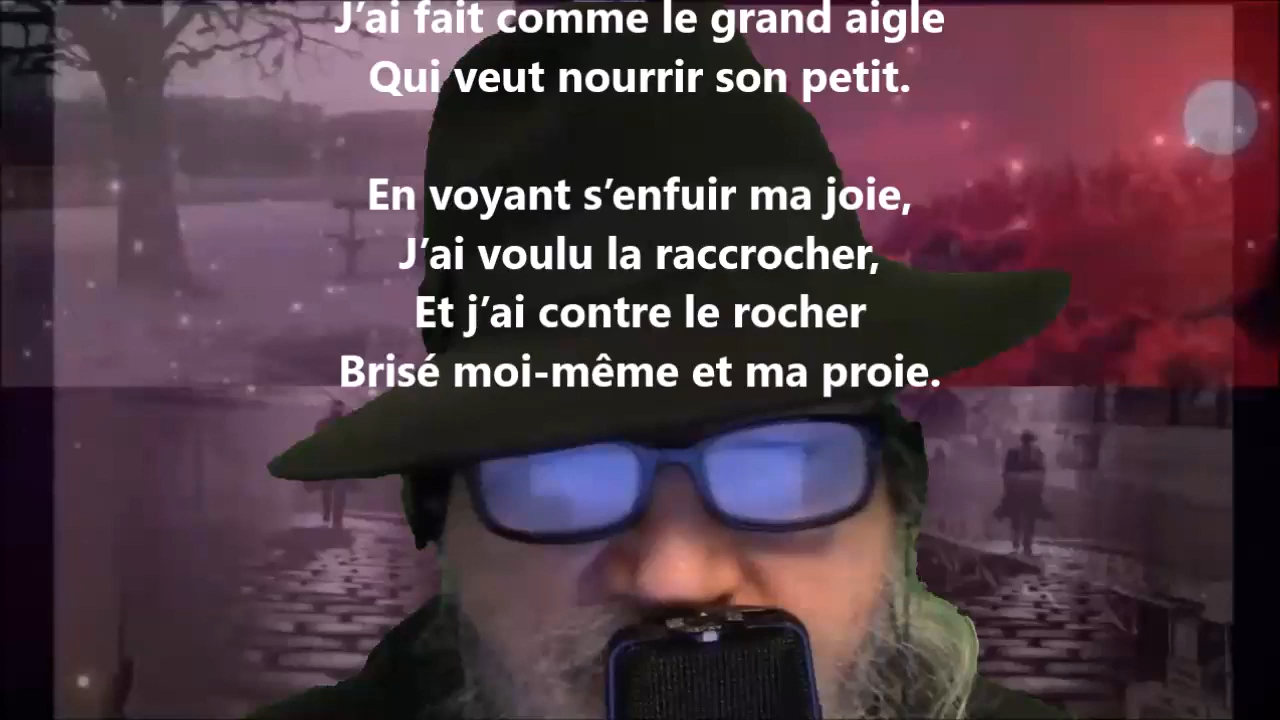 J’ai fait comme le grand aigle
Qui veut nourrir son petit.
En voyant s’enfuir ma joie,
J’ai voulu la raccrocher,
Et j’ai contre le rocher
Brisé moi-même et ma proie.